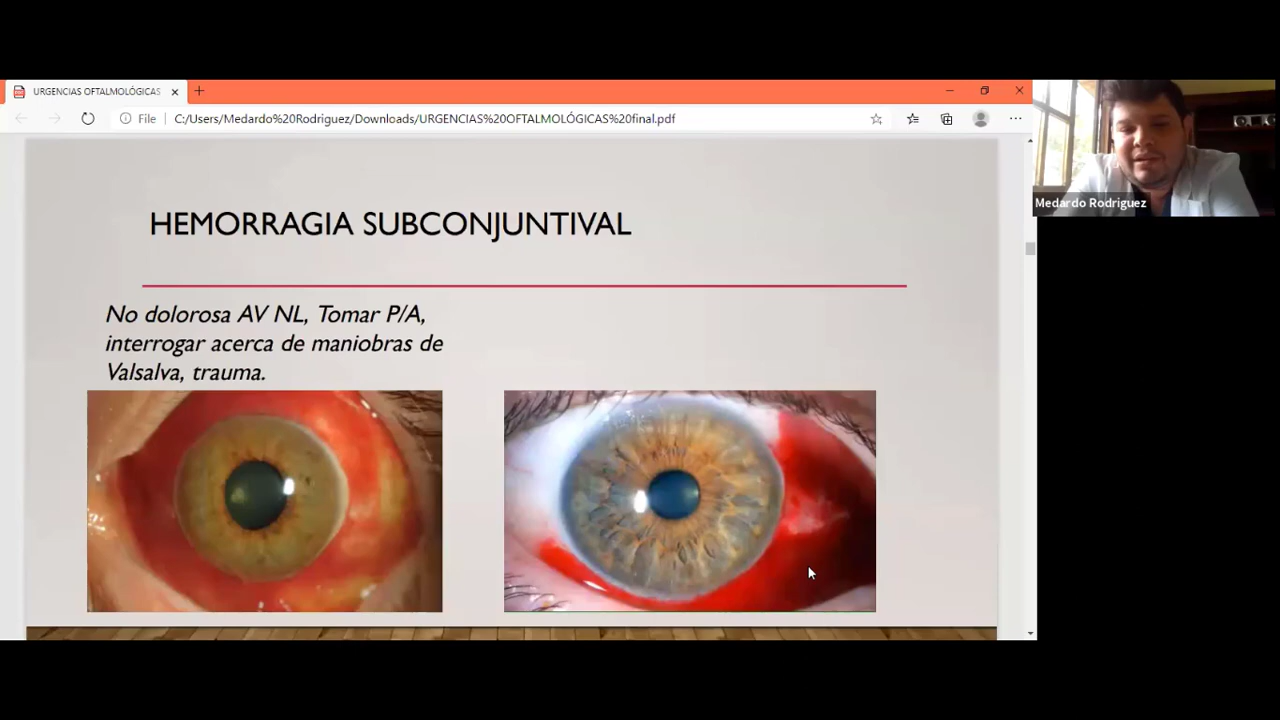 URGENCIAS OFTALMOLÓGICAS
File
C:/Users/Medardo%20Rodriguez/Downloads/URGENCIAS%20OFTALMOLÓGICAS%20final.pdf
Medardo Rodriguez
HEMORRAGIA SUBCONJUNTIVAL
No dolorosa AV NL, Tomar P/A,
interrogar acerca de maniobras de
Valsalva, trauma.